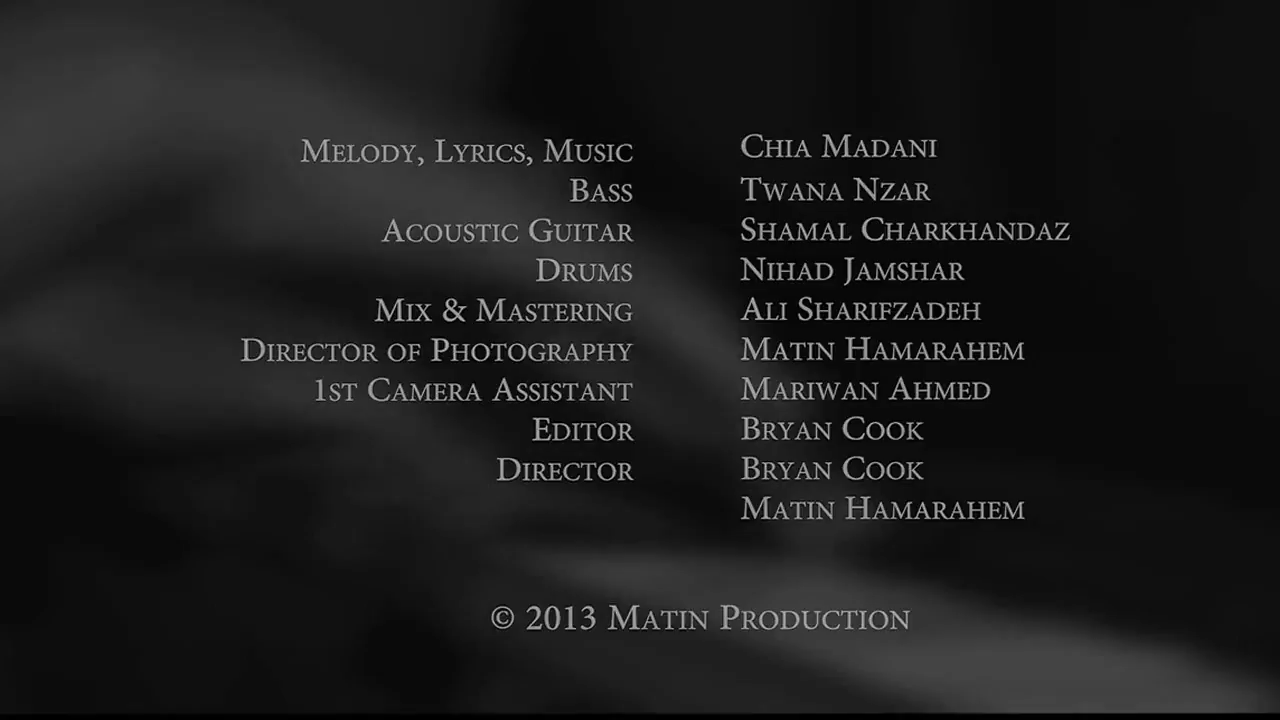 Melody, Lyrics, Music Chia Madani
Bass Twana Nzar
Acoustic Guitar Shamal Charkhandaz
Drums Nihad Jamshar
Mix & Mastering Ali Sharifzadeh
Director of Photography Matin Hamarahem
1st Camera Assistant Mariwan Ahmed
Editor Bryan Cook
Director Bryan Cook
Matin Hamarahem
© 2013 Matin Production